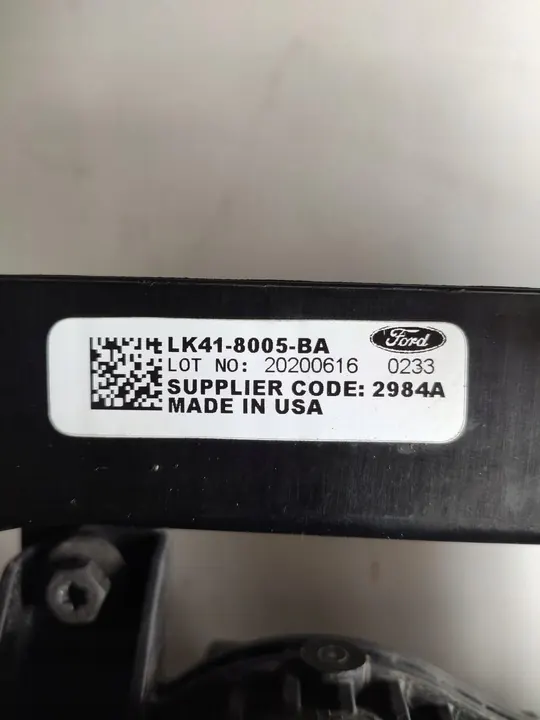 LK41-8005-BA Ford
LOT NO: 20200616 0233
SUPPLIER CODE: 2984A
MADE IN USA